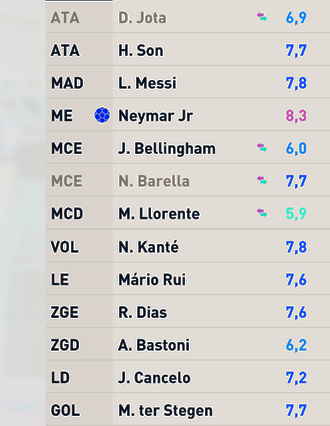 ATA D. Jota 6,9
ATA H. Son 7,7
MAD L. Messi 7,8
ME Neymar Jr 8,3
MCE J. Bellingham 6,0
MCE N. Barella 7,7
MCD M. Llorente 5,9
VOL N. Kanté 7,8
LE Mário Rui 7,6
ZGE R. Dias 7,6
ZGD A. Bastoni 6,2
LD J. Cancelo 7,2
GOL M. ter Stegen 7,7